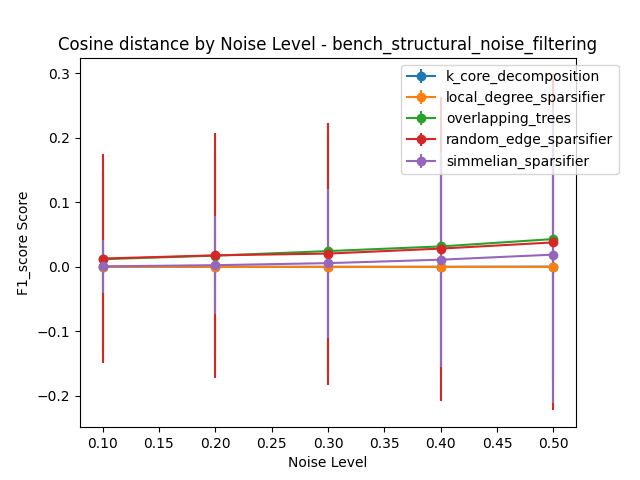 Cosine distance by Noise Level - bench_structural_noise_filtering
k_core_decomposition
local_degree_sparsifier
overlapping_trees
random_edge_sparsifier
simmelian_sparsifier
F1_score Score
0.3
0.2
0.1
0.0
−0.1
−0.2
0.10
0.15
0.20
0.25
0.30
0.35
0.40
0.45
0.50
Noise Level